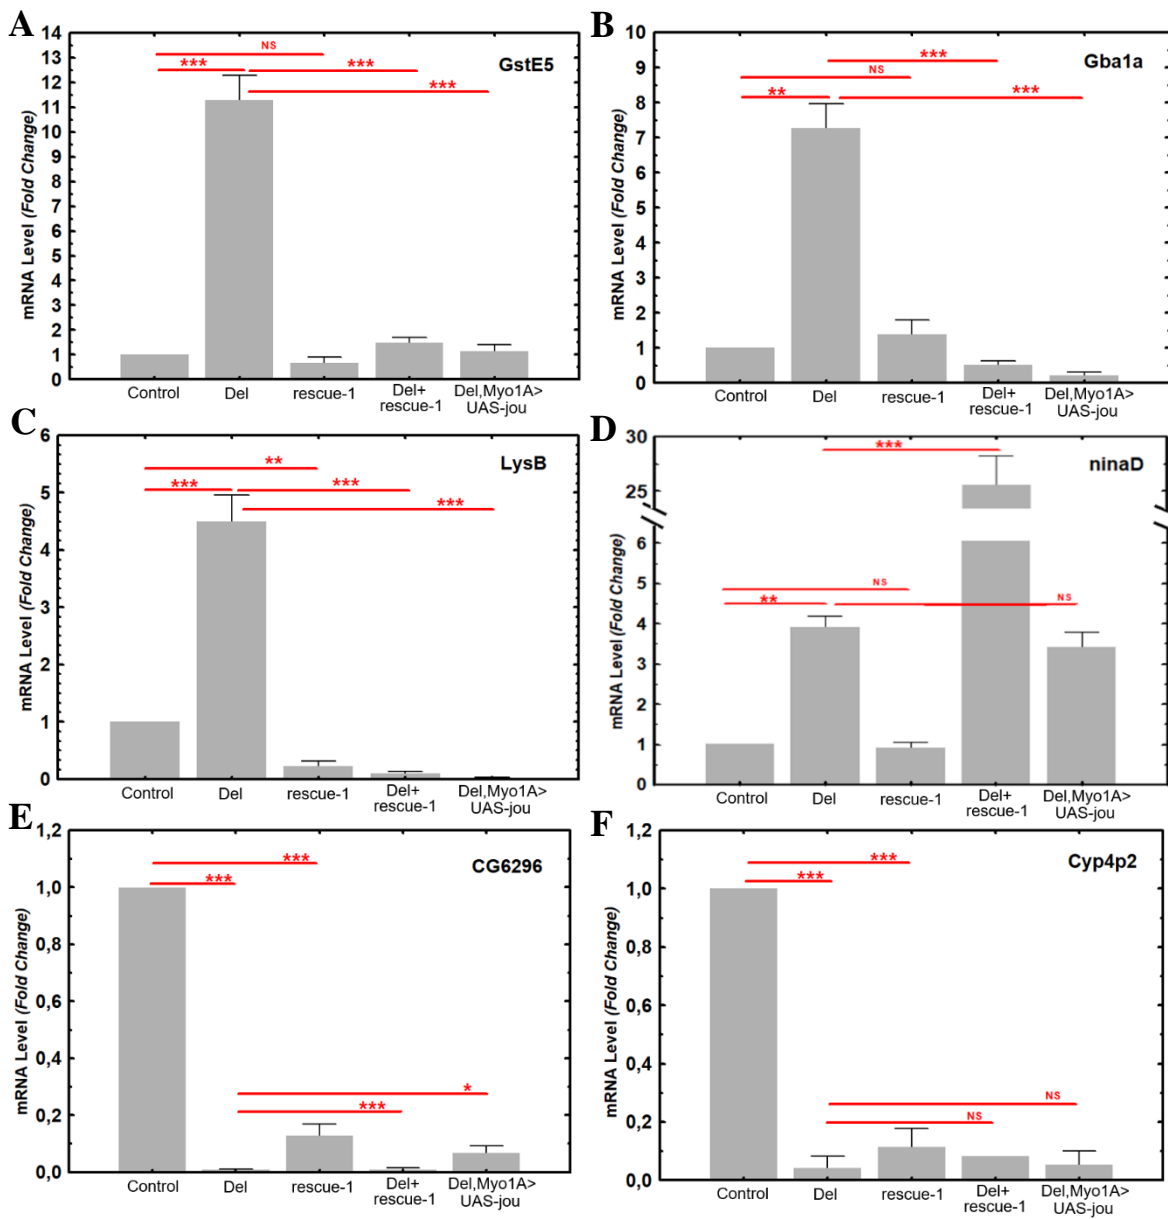 A
GstE5
NS
***
***
***
mRNA Level (Fold Change)
14
13
12
11
10
9
8
7
6
5
4
3
2
1
0
Control
Del
rescue-1
Del+
rescue-1
Del,Myo1A>
UAS-jou
B
Gba1a
***
NS
**
***
mRNA Level (Fold Change)
10
9
8
7
6
5
4
3
2
1
0
Control
Del
rescue-1
Del+
rescue-1
Del,Myo1A>
UAS-jou
C
LysB
**
***
***
***
mRNA Level (Fold Change)
6
5
4
3
2
1
0
Control
Del
rescue-1
Del+
rescue-1
Del,Myo1A>
UAS-jou
D
ninaD
***
NS
**
NS
mRNA Level (Fold Change)
30
25
6
5
4
3
2
1
0
Control
Del
rescue-1
Del+
rescue-1
Del,Myo1A>
UAS-jou
E
CG6296
***
***
*
***
mRNA Level (Fold Change)
1,2
1,0
0,8
0,6
0,4
0,2
0,0
Control
Del
rescue-1
Del+
rescue-1
Del,Myo1A>
UAS-jou
F
Cyp4p2
***
***
NS
NS
mRNA Level (Fold Change)
1,2
1,0
0,8
0,6
0,4
0,2
0,0
Control
Del
rescue-1
Del+
rescue-1
Del,Myo1A>
UAS-jou